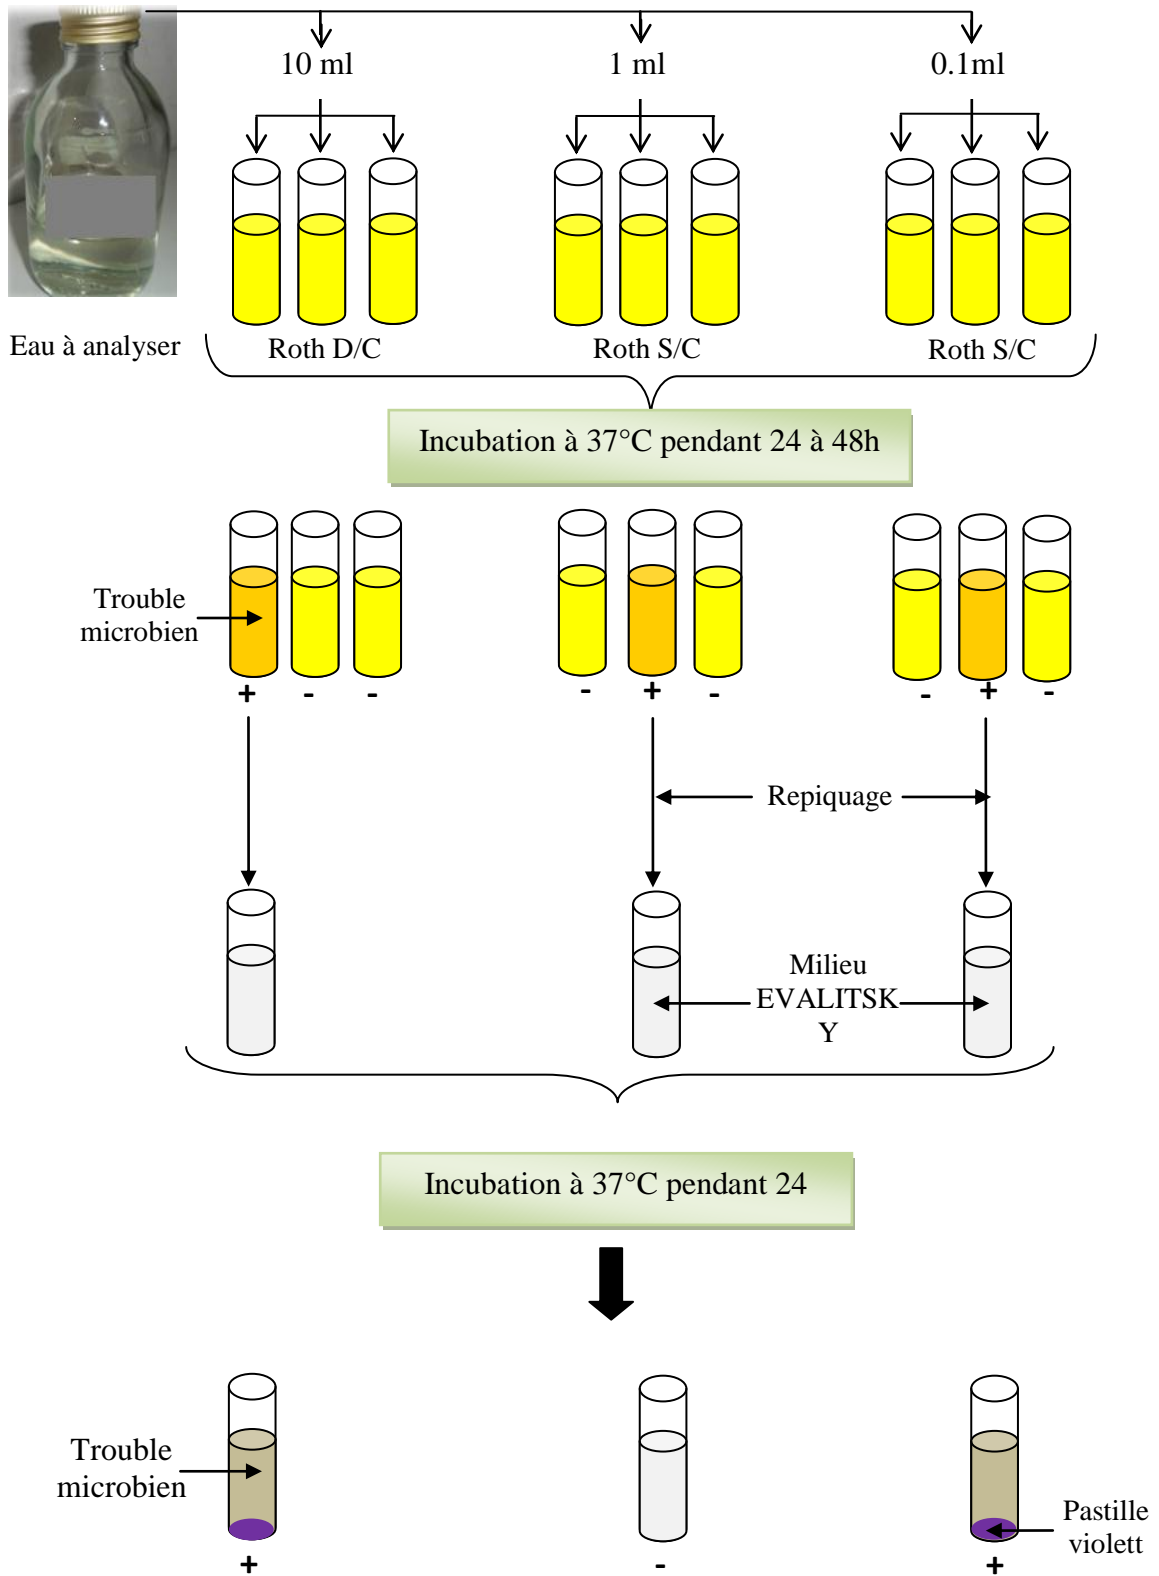 10 ml
1 ml
0.1ml
Eau à analyser
Roth D/C
Roth S/C
Roth S/C
Incubation à 37°C pendant 24 à 48h
Trouble
microbien
+
-
-
-
+
-
-
+
-
Repiquage
Milieu
EVALITSK
Y
Incubation à 37°C pendant 24
Trouble
microbien
Pastille
violett
+
-
+